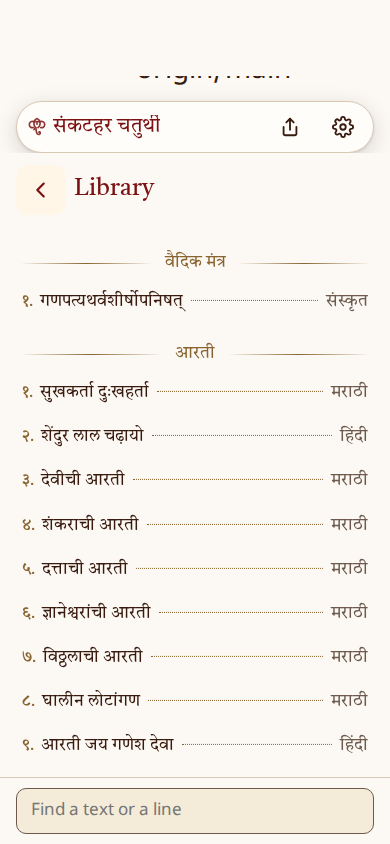 origin/main
संकटहर चतुर्थी
Library
वैदिक मंत्र
१. गणपत्यथर्वशीर्षोपनिषत् संस्कृत
आरती
१. सुखकर्ता दुःखहर्ता मराठी
२. शेंदुर लाल चढ़ायो हिंदी
३. देवीची आरती मराठी
४. शंकराची आरती मराठी
५. दत्ताची आरती मराठी
६. ज्ञानेश्वरांची आरती मराठी
७. विठ्ठलाची आरती मराठी
८. घालीन लोटांगण मराठी
९. आरती जय गणेश देवा हिंदी
Find a text or a line